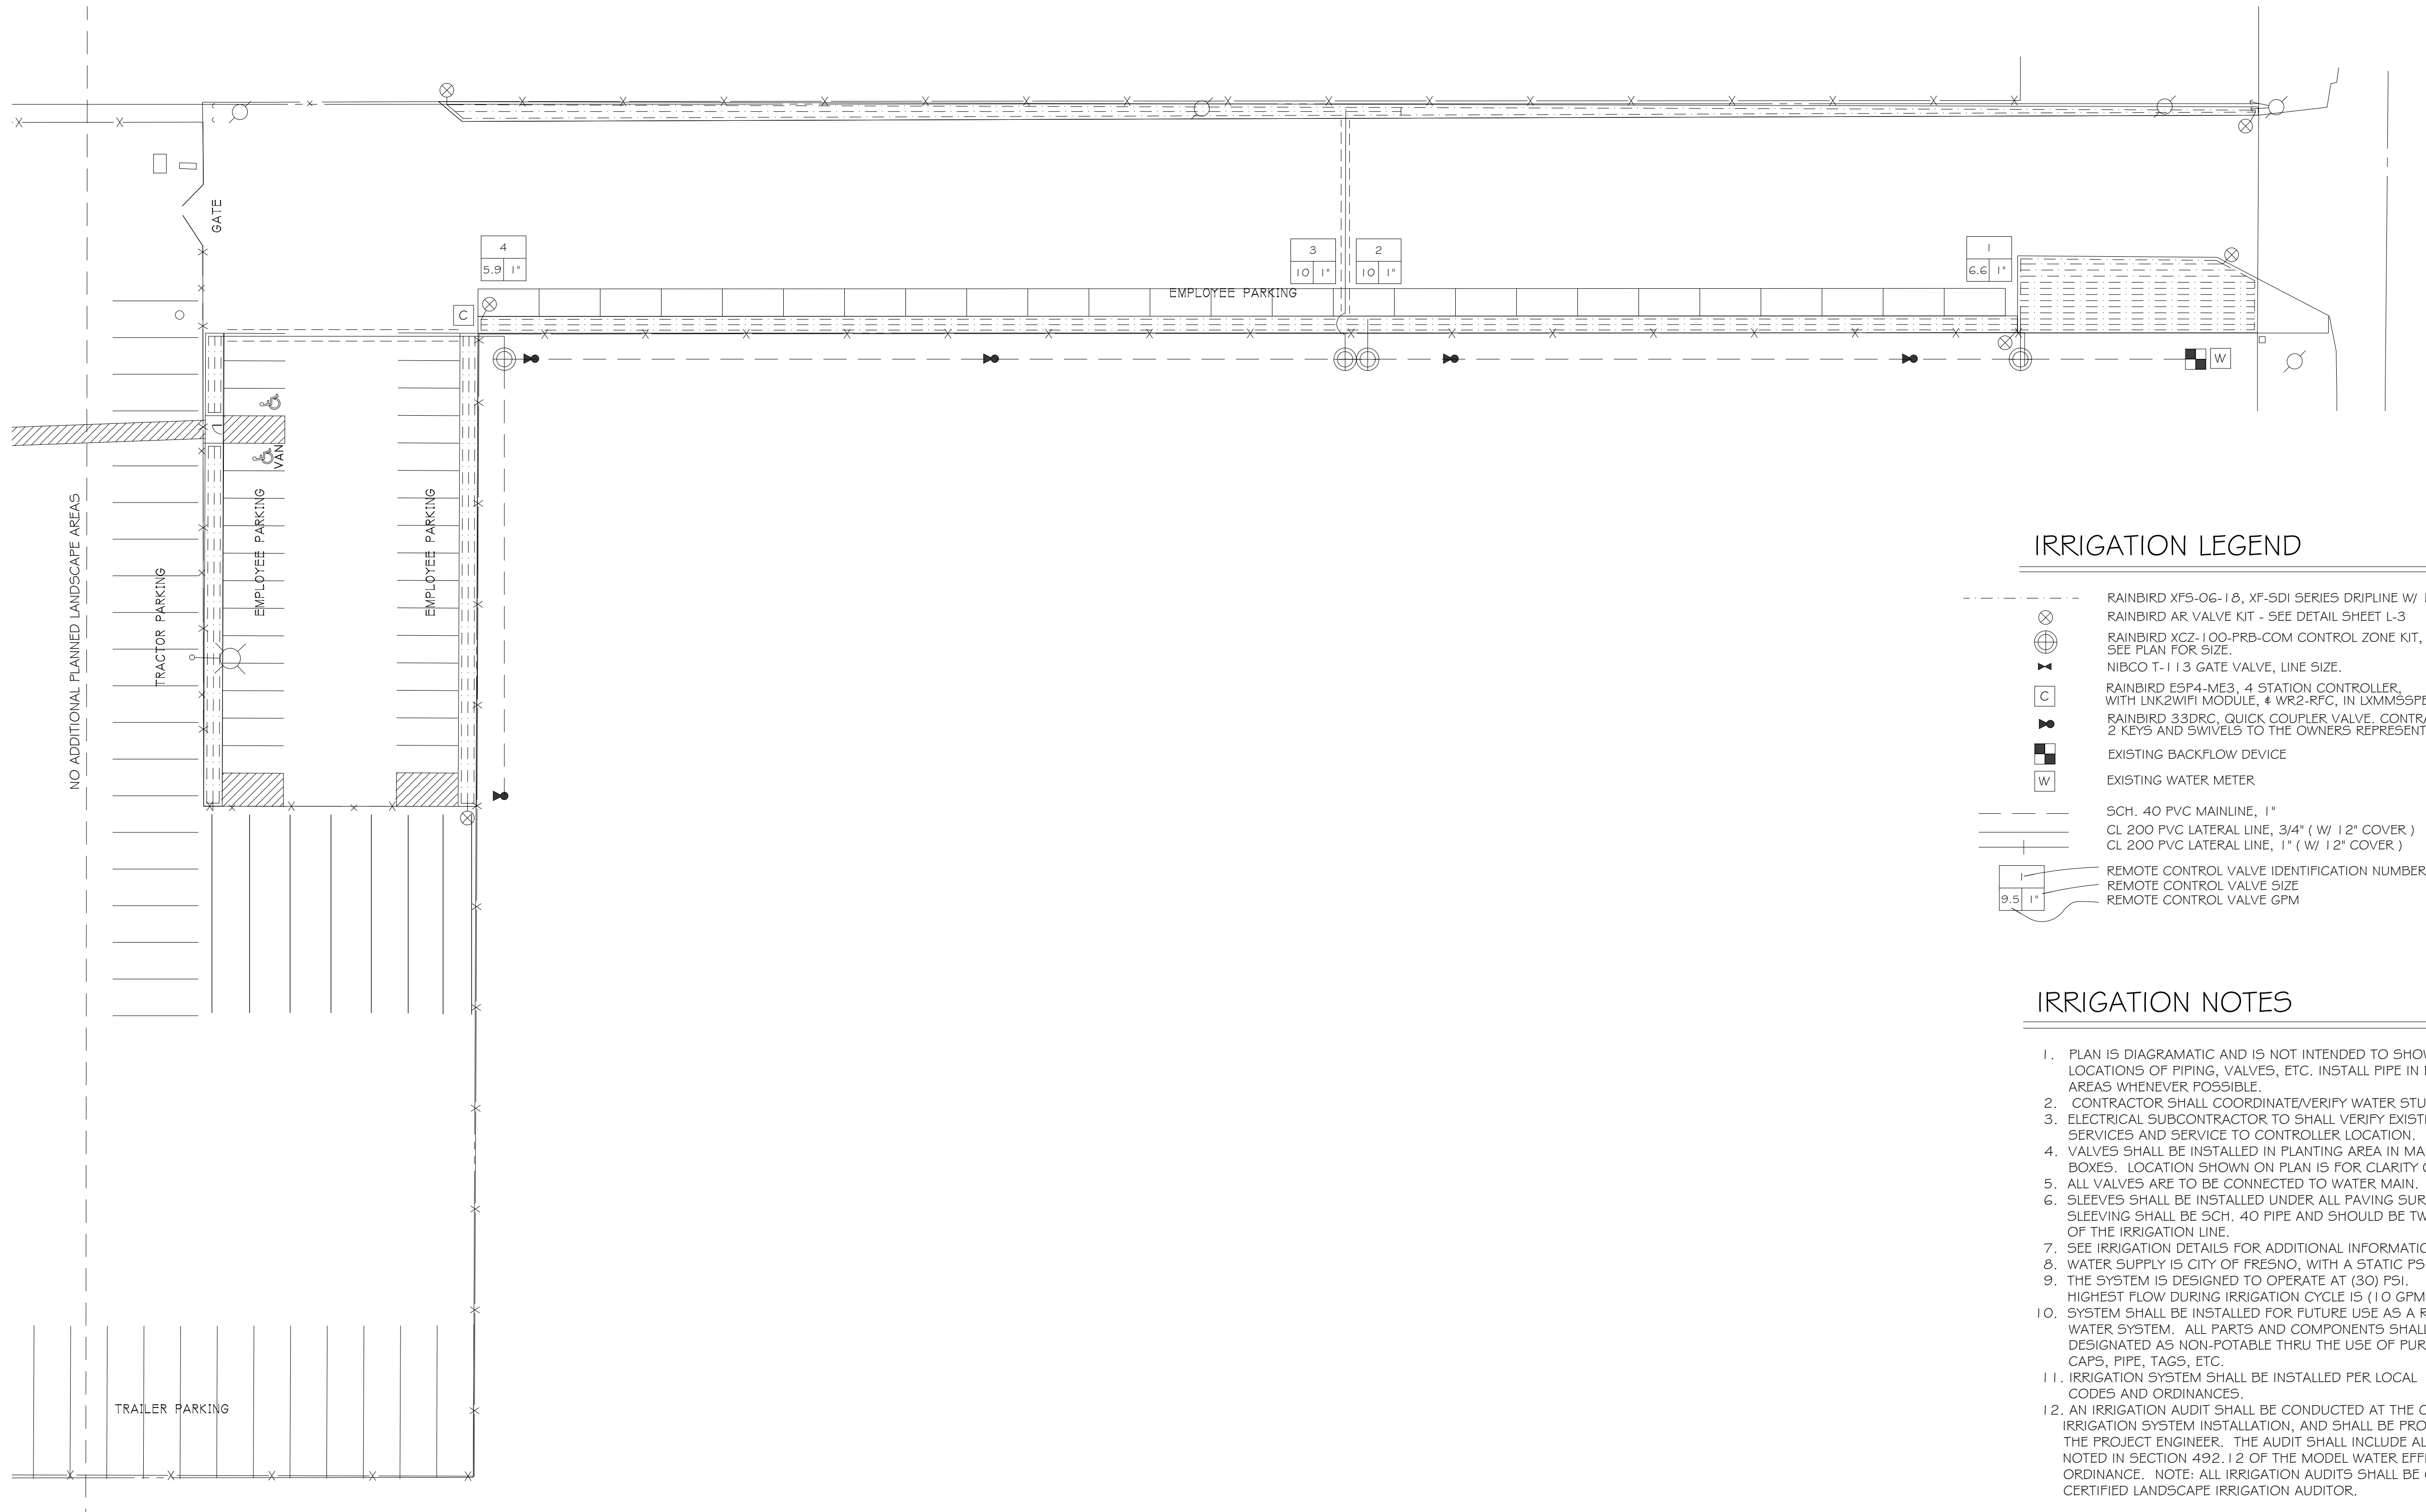 GATE
4
5.9 1"
3
10 1"
2
10 1"
1
6.6 1"
C
EMPLOYEE PARKING
W
VAN
EMPLOYEE PARKING
EMPLOYEE PARKING
TRACTOR PARKING
NO ADDITIONAL PLANNED LANDSCAPE AREAS
TRAILER PARKING
IRRIGATION LEGEND
RAINBIRD XFS-06-18, XF-SDI SERIES DRIPLINE W/
RAINBIRD AR VALVE KIT - SEE DETAIL SHEET L-3
RAINBIRD XCZ-100-PRB-COM CONTROL ZONE KIT,
SEE PLAN FOR SIZE.
NIBCO T-113 GATE VALVE, LINE SIZE.
C
RAINBIRD ESP4-ME3, 4 STATION CONTROLLER,
WITH LNK2WIFI MODULE, & WR2-RFC, IN LXMMSSPE
RAINBIRD 33DRC, QUICK COUPLER VALVE. CONTRA
2 KEYS AND SWIVELS TO THE OWNERS REPRESENT
EXISTING BACKFLOW DEVICE
W
EXISTING WATER METER
SCH. 40 PVC MAINLINE, 1"
CL 200 PVC LATERAL LINE, 3/4" ( W/ 12" COVER )
CL 200 PVC LATERAL LINE, 1" ( W/ 12" COVER )
1
REMOTE CONTROL VALVE IDENTIFICATION NUMBER
REMOTE CONTROL VALVE SIZE
9.5 1"
REMOTE CONTROL VALVE GPM
IRRIGATION NOTES
1. PLAN IS DIAGRAMATIC AND IS NOT INTENDED TO SHOW
LOCATIONS OF PIPING, VALVES, ETC. INSTALL PIPE IN
AREAS WHENEVER POSSIBLE.
2. CONTRACTOR SHALL COORDINATE/VERIFY WATER STU
3. ELECTRICAL SUBCONTRACTOR TO SHALL VERIFY EXISTI
SERVICES AND SERVICE TO CONTROLLER LOCATION.
4. VALVES SHALL BE INSTALLED IN PLANTING AREA IN MA
BOXES. LOCATION SHOWN ON PLAN IS FOR CLARITY
5. ALL VALVES ARE TO BE CONNECTED TO WATER MAIN.
6. SLEEVES SHALL BE INSTALLED UNDER ALL PAVING SUR
SLEEVING SHALL BE SCH. 40 PIPE AND SHOULD BE TW
OF THE IRRIGATION LINE.
7. SEE IRRIGATION DETAILS FOR ADDITIONAL INFORMATIO
8. WATER SUPPLY IS CITY OF FRESNO, WITH A STATIC PS
9. THE SYSTEM IS DESIGNED TO OPERATE AT (30) PSI.
HIGHEST FLOW DURING IRRIGATION CYCLE IS (10 GPM
10. SYSTEM SHALL BE INSTALLED FOR FUTURE USE AS A R
WATER SYSTEM. ALL PARTS AND COMPONENTS SHALL
DESIGNATED AS NON-POTABLE THRU THE USE OF PUR
CAPS, PIPE, TAGS, ETC.
11. IRRIGATION SYSTEM SHALL BE INSTALLED PER LOCAL
CODES AND ORDINANCES.
12. AN IRRIGATION AUDIT SHALL BE CONDUCTED AT THE
IRRIGATION SYSTEM INSTALLATION, AND SHALL BE PRO
THE PROJECT ENGINEER. THE AUDIT SHALL INCLUDE AL
NOTED IN SECTION 492.12 OF THE MODEL WATER EFFI
ORDINANCE. NOTE: ALL IRRIGATION AUDITS SHALL BE
CERTIFIED LANDSCAPE IRRIGATION AUDITOR.